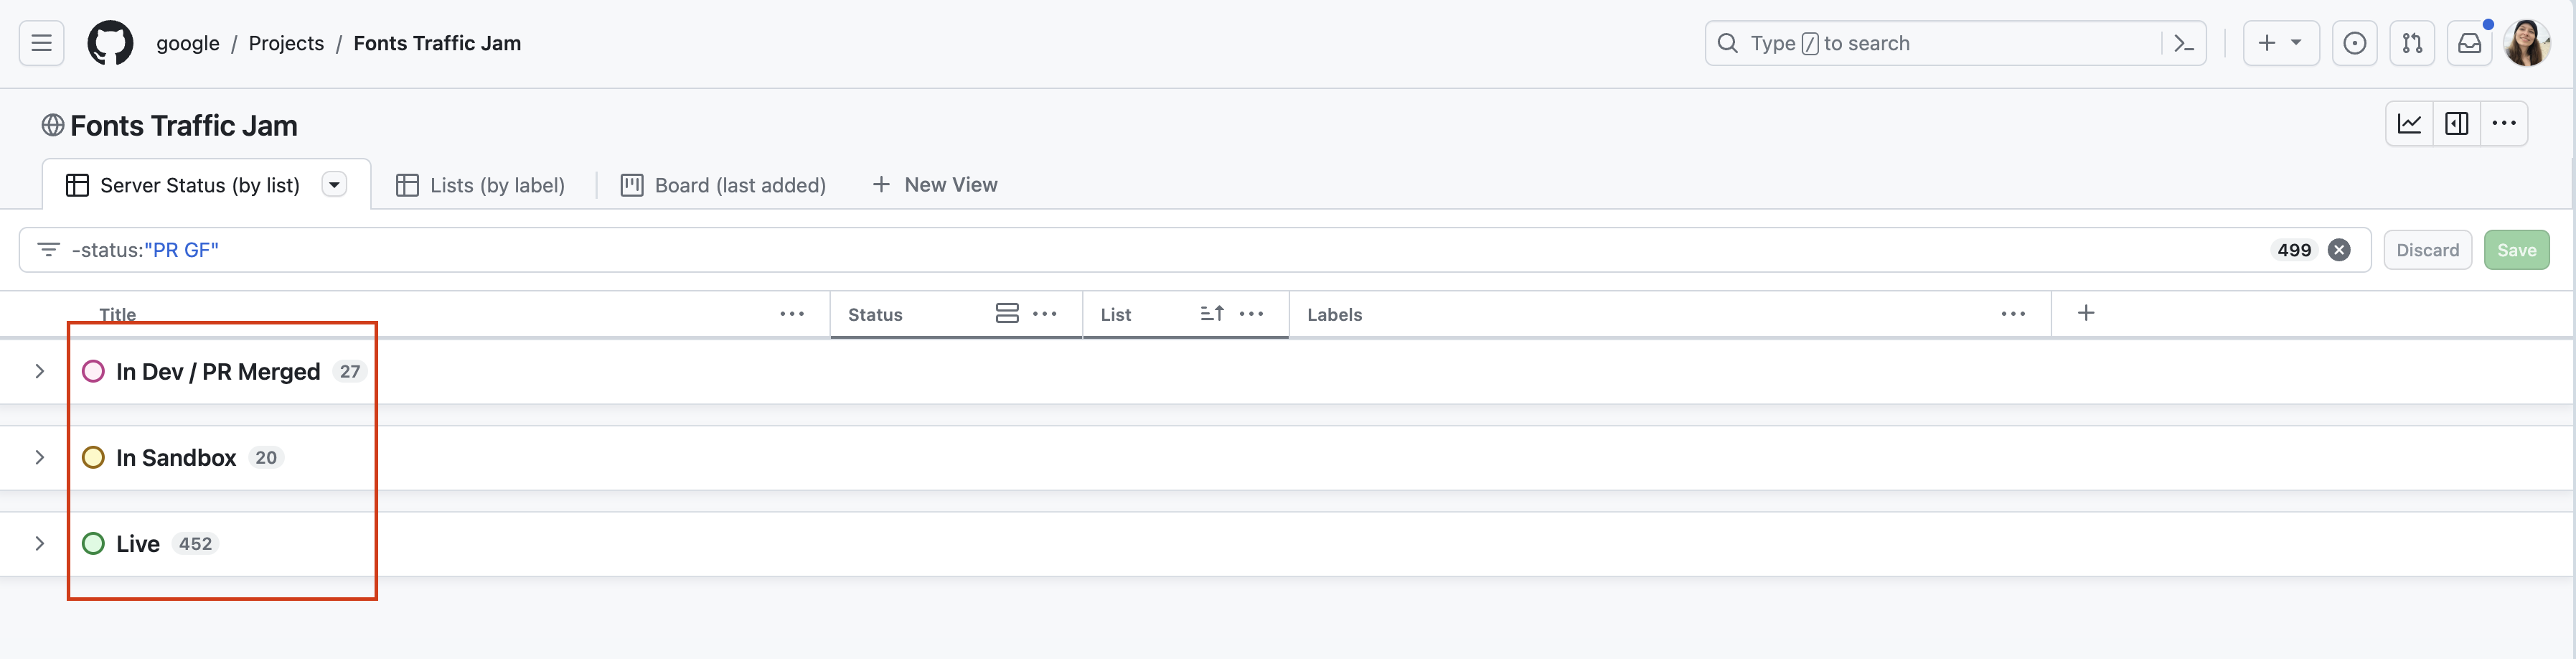 google / Projects / Fonts Traffic Jam
Type / to search
Fonts Traffic Jam
Server Status (by list)
Lists (by label)
Board (last added)
+ New View
-status:"PR GF"
499
Discard
Save
Title
Status
List
Labels
In Dev / PR Merged 27
In Sandbox 20
Live 452